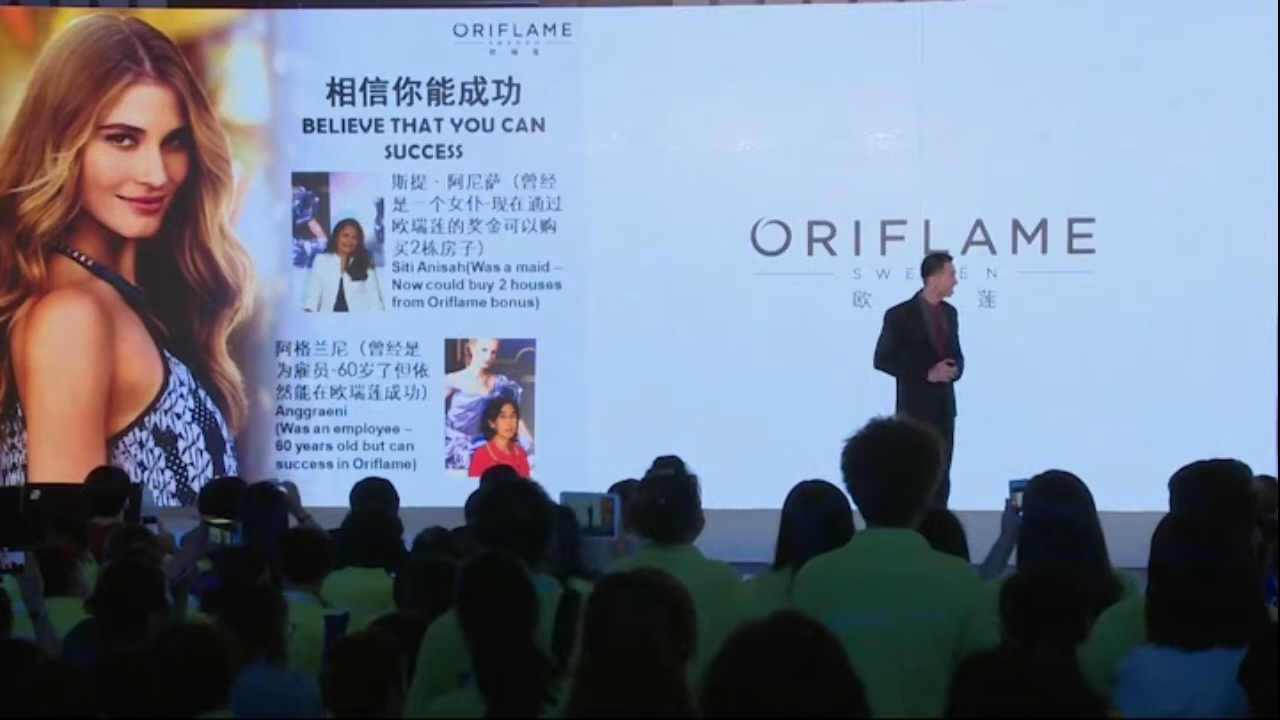 ORIFLAME
SWEDEN
欧瑞莲
相信你能成功
BELIEVE THAT YOU CAN
SUCCESS
斯提·阿尼萨（曾经
是一个女仆-现在通过
欧瑞莲的奖金可以购
买2栋房子）
Siti Anisah(Was a maid –
Now could buy 2 houses
from Oriflame bonus)
阿格兰尼（曾经是
为雇员-60岁了但依
然能在欧瑞莲成功）
Anggraeni
(Was an employee –
60 years old but can
success in Oriflame)
ORIFLAME
SWEDEN
欧 莲